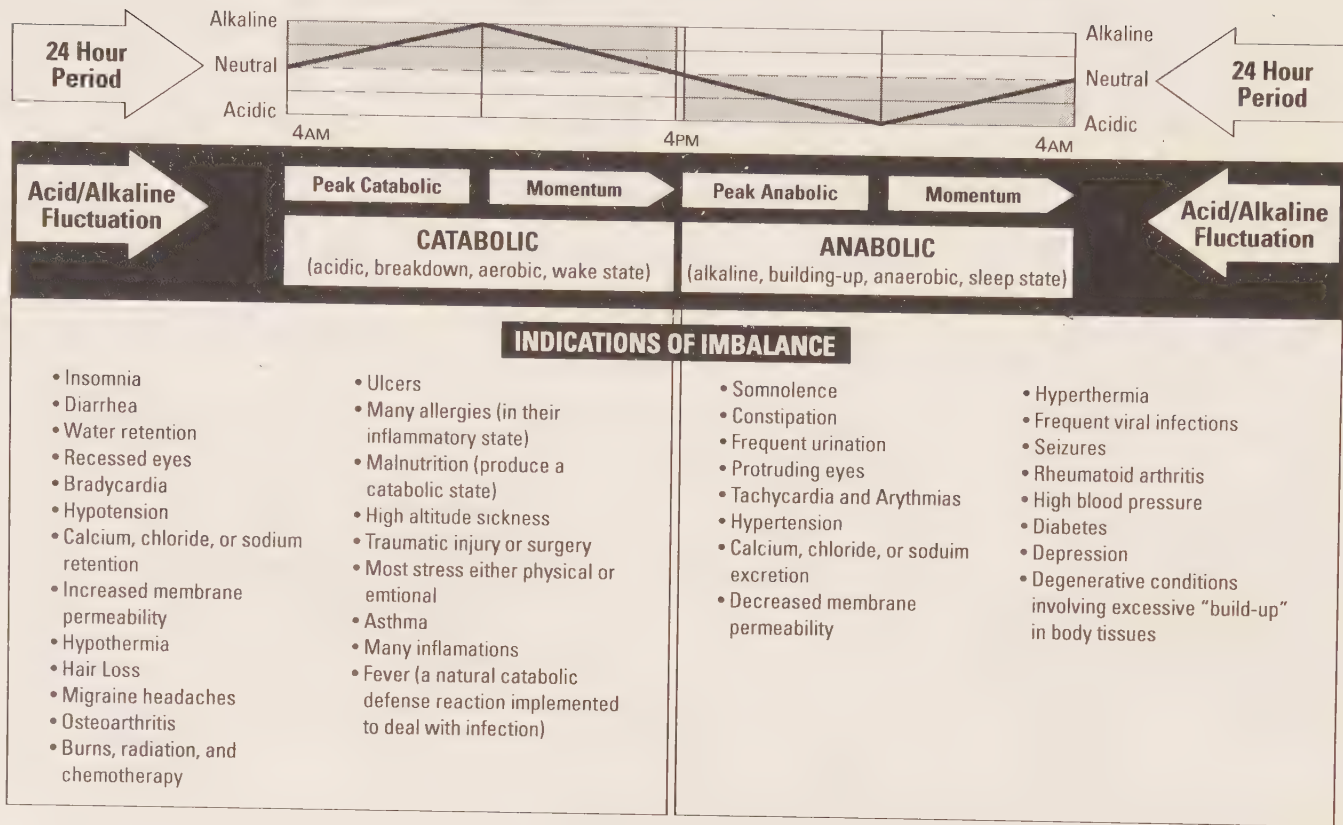 24 Hour
Period
Alkaline
Neutral
Acidic
4AM
4PM
4AM
Alkaline
Neutral
Acidic
24 Hour
Period
Acid/Alkaline
Fluctuation
Peak Catabolic
Momentum
Peak Anabolic
Momentum
CATABOLIC
(acidic, breakdown, aerobic, wake state)
ANABOLIC
(alkaline, building-up, anaerobic, sleep state)
Acid/Alkaline
Fluctuation
INDICATIONS OF IMBALANCE
• Insomnia
• Diarrhea
• Water retention
• Recessed eyes
• Bradycardia
• Hypotension
• Calcium, chloride, or sodium
retention
• Increased membrane
permeability
• Hypothermia
• Hair Loss
• Migraine headaches
• Osteoarthritis
• Burns, radiation, and
chemotherapy
• Ulcers
• Many allergies (in their
inflammatory state)
• Malnutrition (produce a
catabolic state)
• High altitude sickness
• Traumatic injury or surgery
• Most stress either physical or
emtional
• Asthma
• Many inflamations
• Fever (a natural catabolic
defense reaction implemented
to deal with infection)
• Somnolence
• Constipation
• Frequent urination
• Protruding eyes
• Tachycardia and Arythmias
• Hypertension
• Calcium, chloride, or soduim
excretion
• Decreased membrane
permeability
• Hyperthermia
• Frequent viral infections
• Seizures
• Rheumatoid arthritis
• High blood pressure
• Diabetes
• Depression
• Degenerative conditions
involving excessive “build-up”
in body tissues